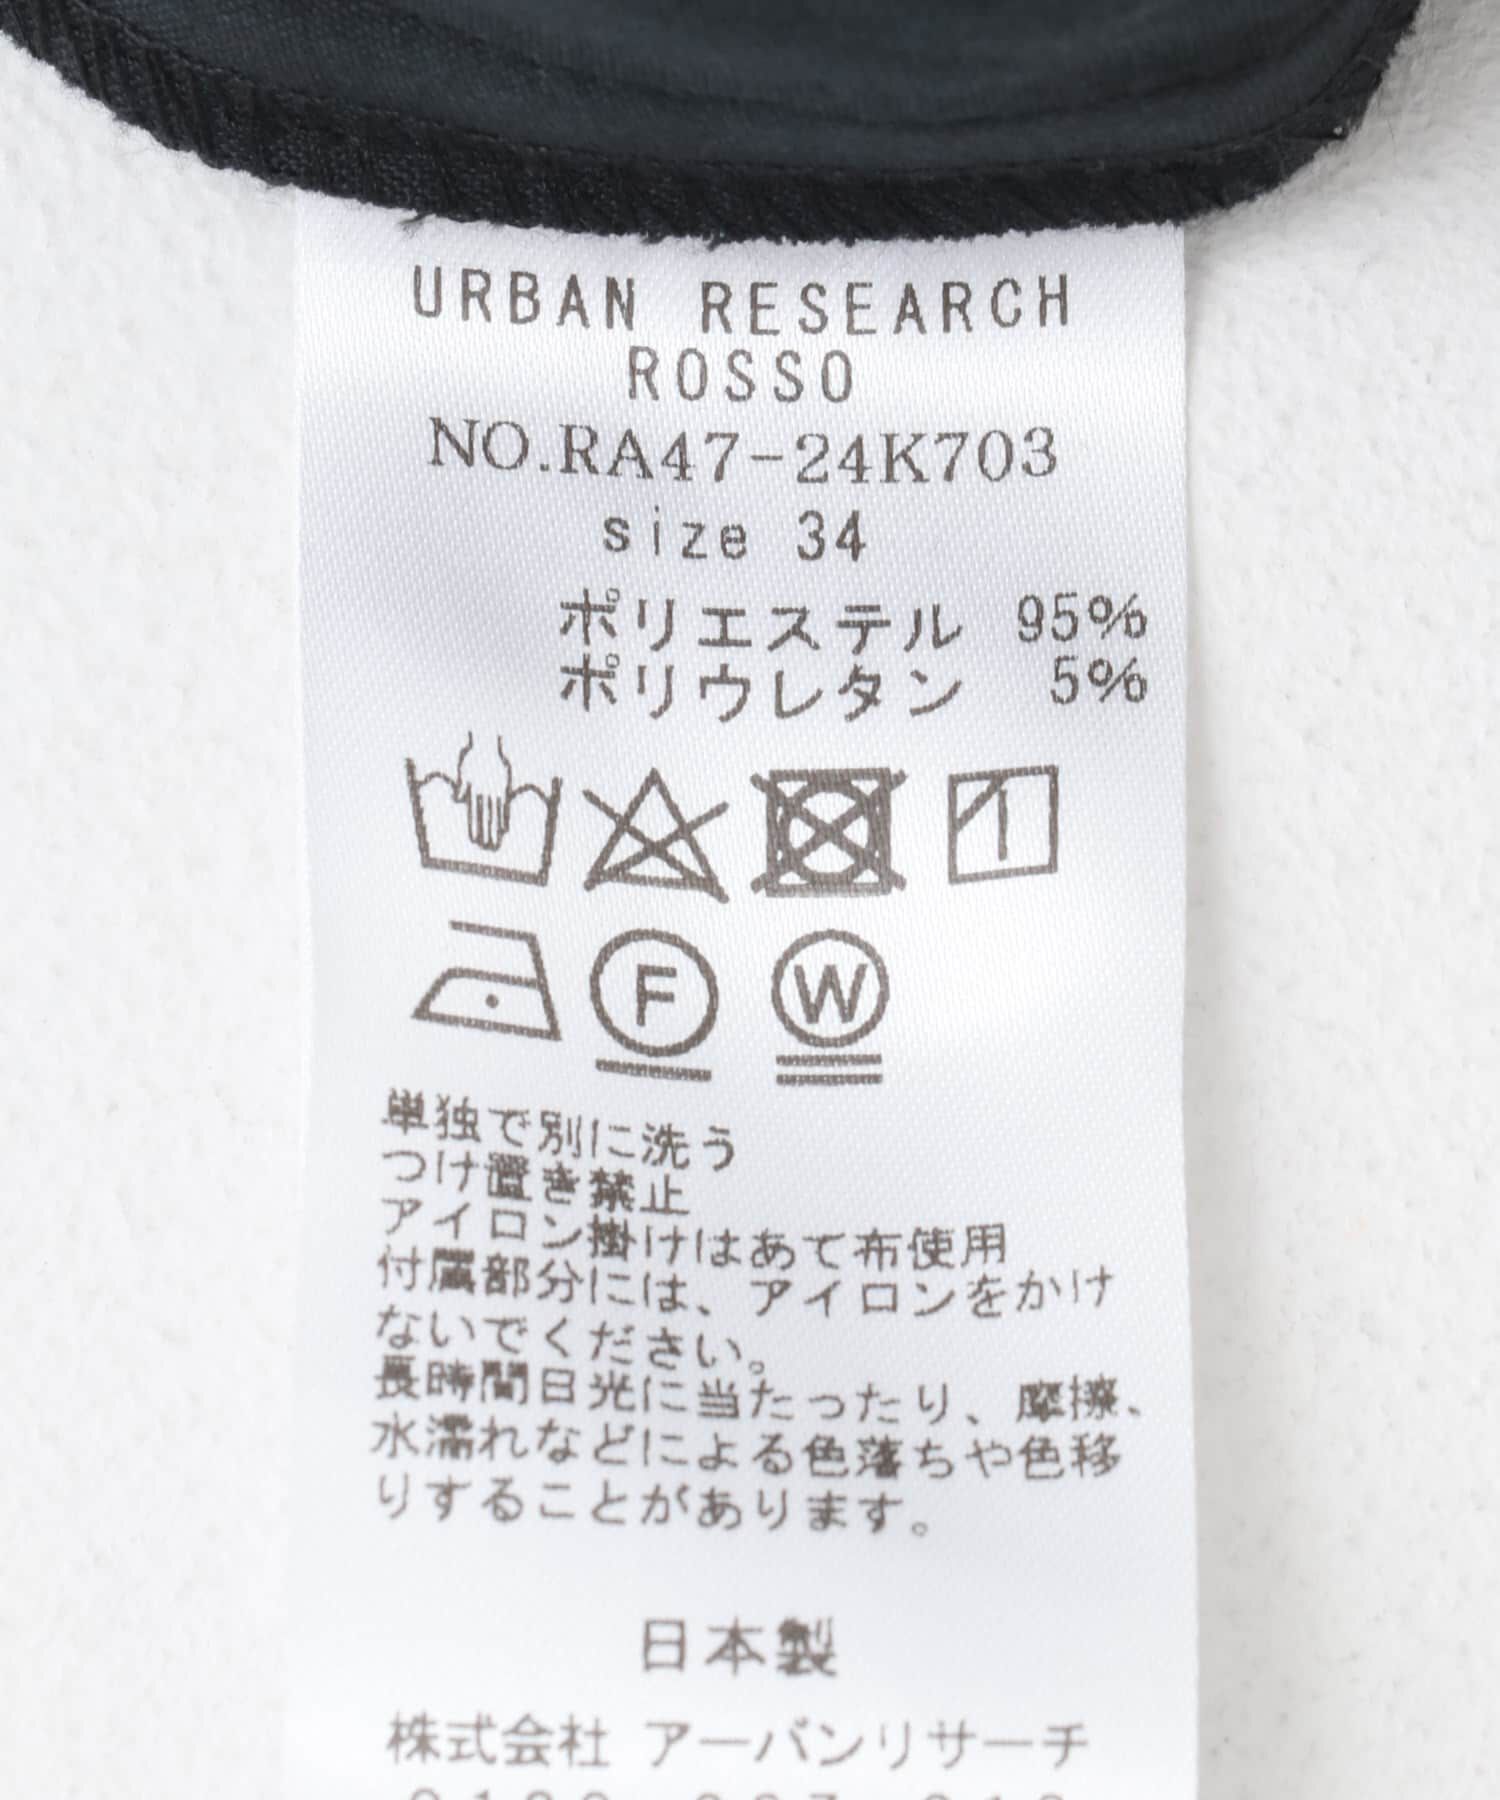 URBAN RESEARCH
ROSSO
NO.RA47-24K703
size 34
ポリエステル 95%
ポリウレタン 5%
F
W
単独で別に洗う
つけ置き禁止
アイロン掛けはあて布使用
付属部分には、アイロンをかけ
ないでください。
長時間日光に当たったり、摩擦、
水濡れなどによる色落ちや色移
りすることがあります。
日本製
株式会社 アーバンリサーチ